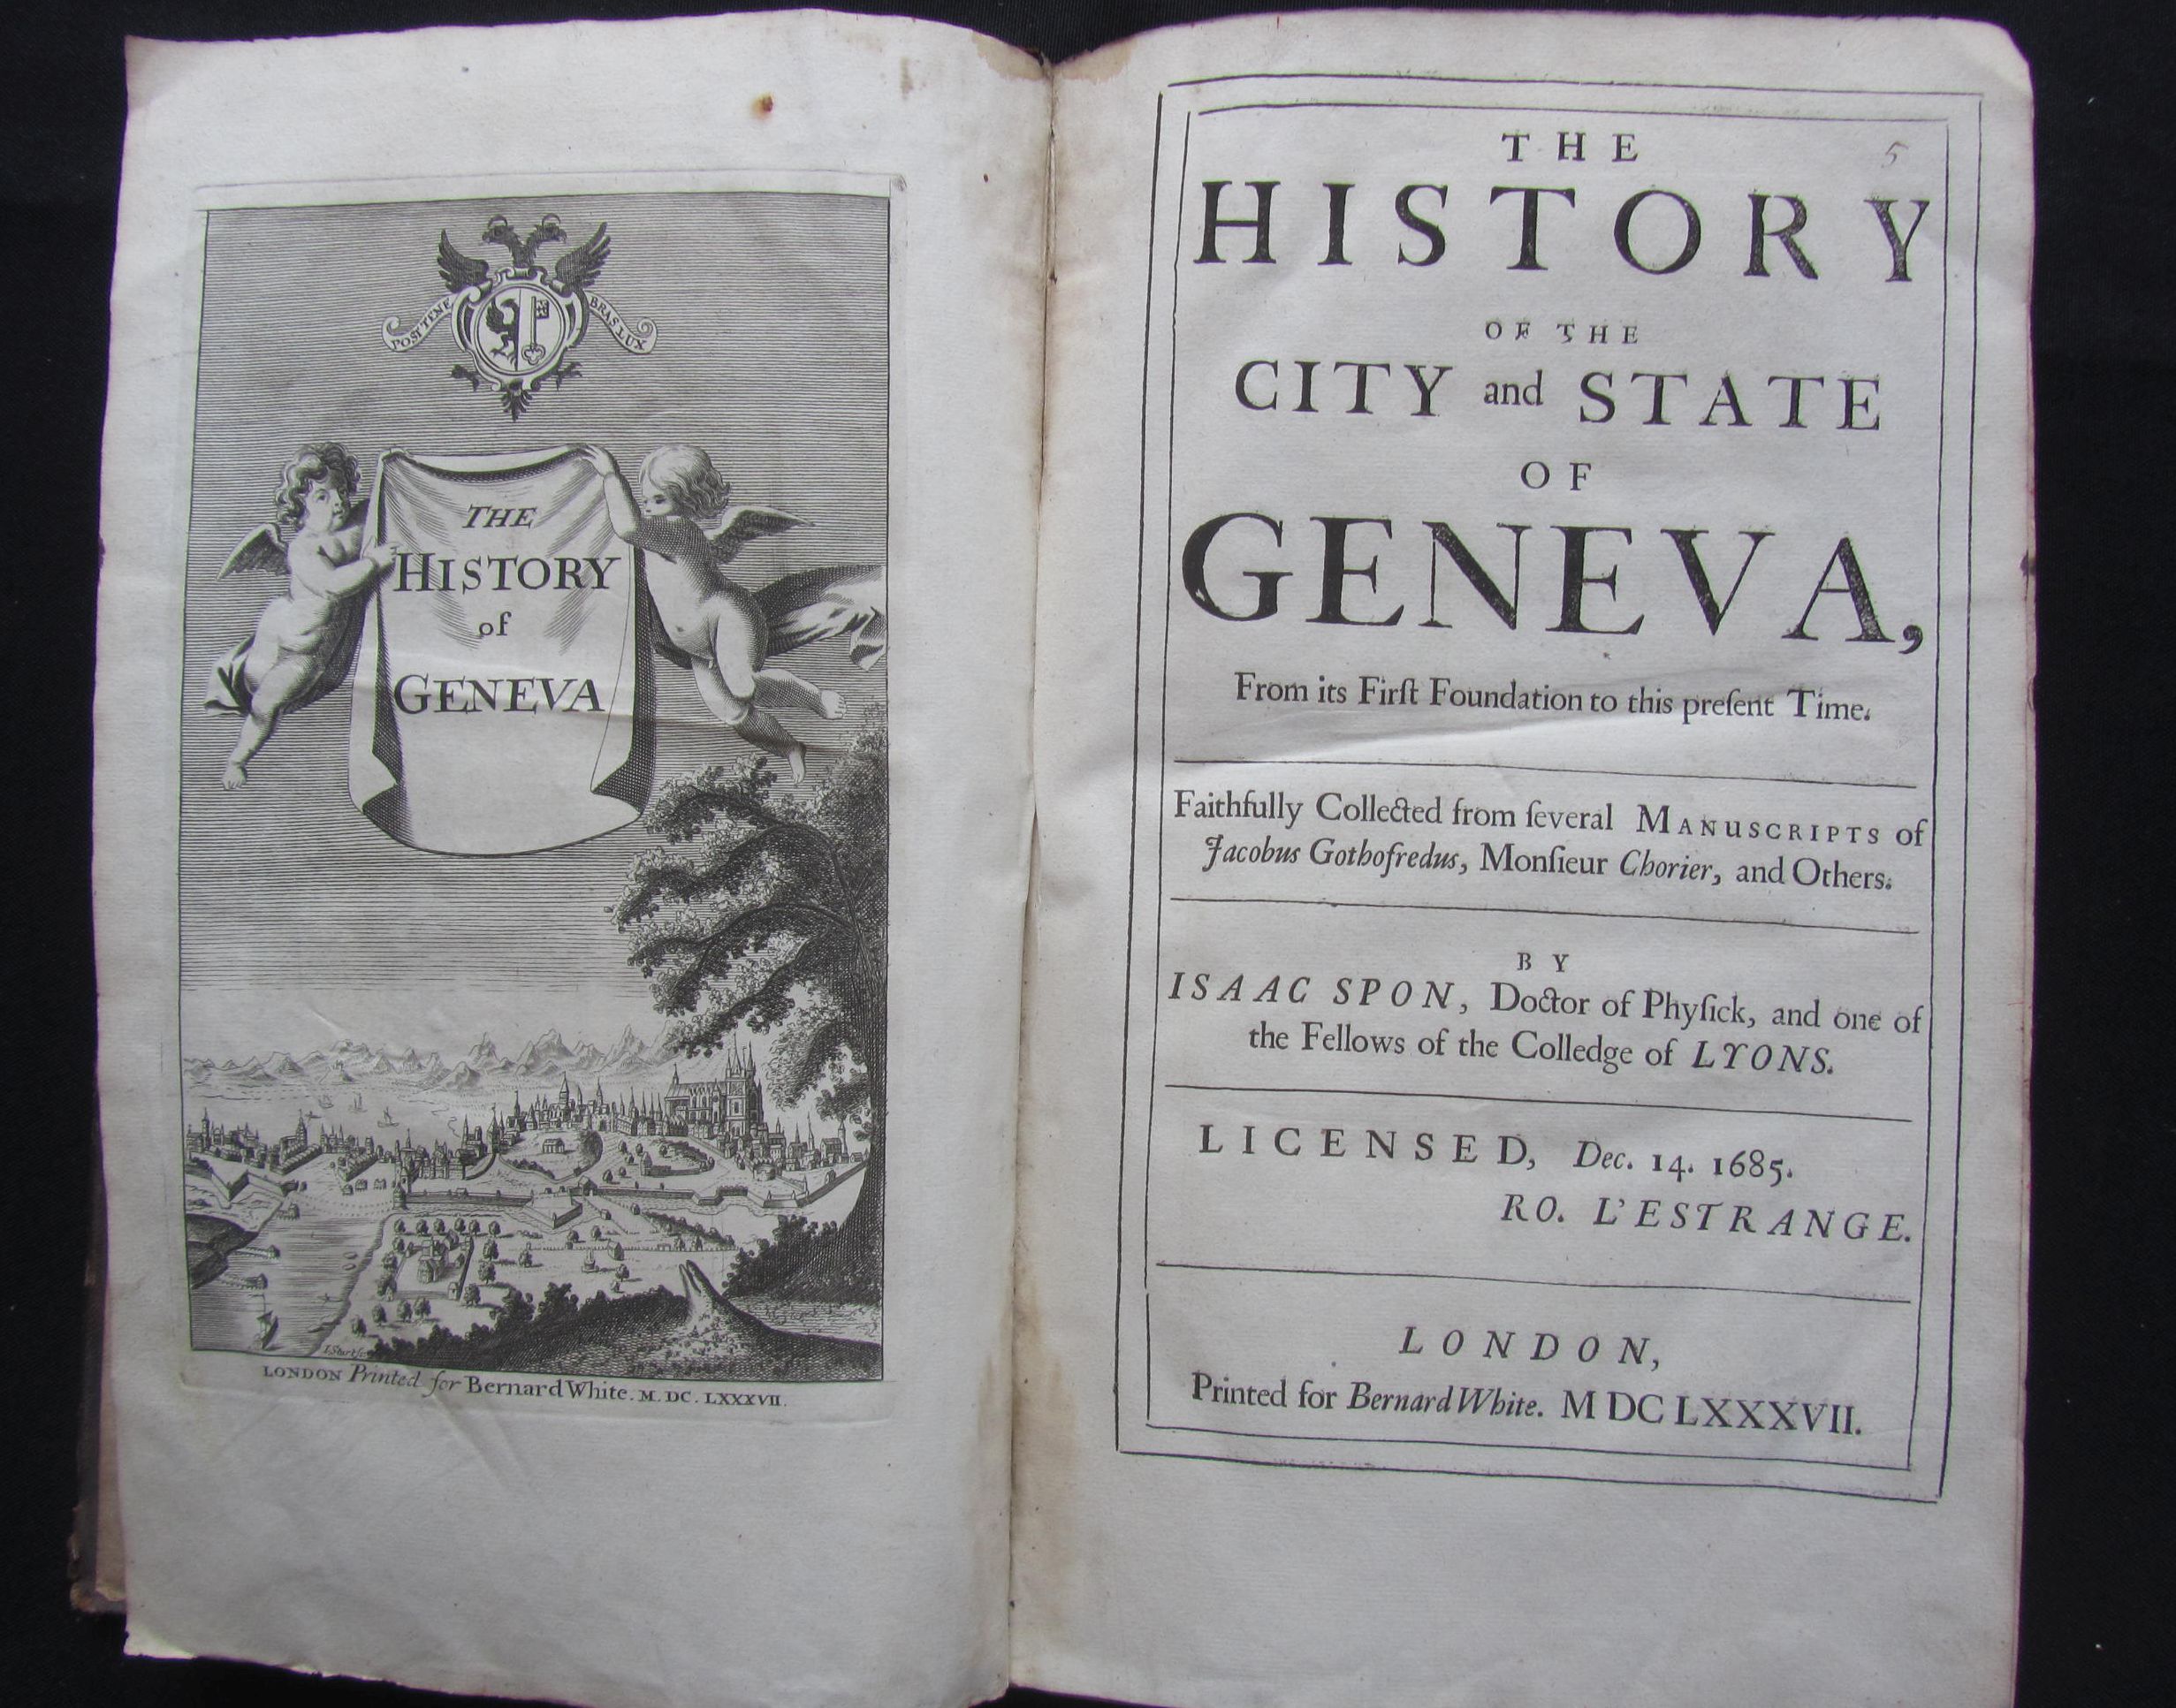 POST TENE
BRAS LUX
THE
HISTORY
of
GENEVA
I. Sturt sc.
LONDON Printed for Bernard White. M. DC. LXXXVII.
5
THE
HISTORY
OF THE
CITY and STATE
OF
GENEVA,
From its Firſt Foundation to this preſent Time.
Faithfully Collected from ſeveral MANUSCRIPTS of
Jacobus Gothofredus, Monſieur Chorier, and Others.
BY
ISAAC SPON, Doctor of Phyſick, and one of
the Fellows of the Colledge of LYONS.
LICENSED, Dec. 14. 1685.
RO. L'ESTRANGE.
LONDON,
Printed for Bernard White. M DC LXXXVII.